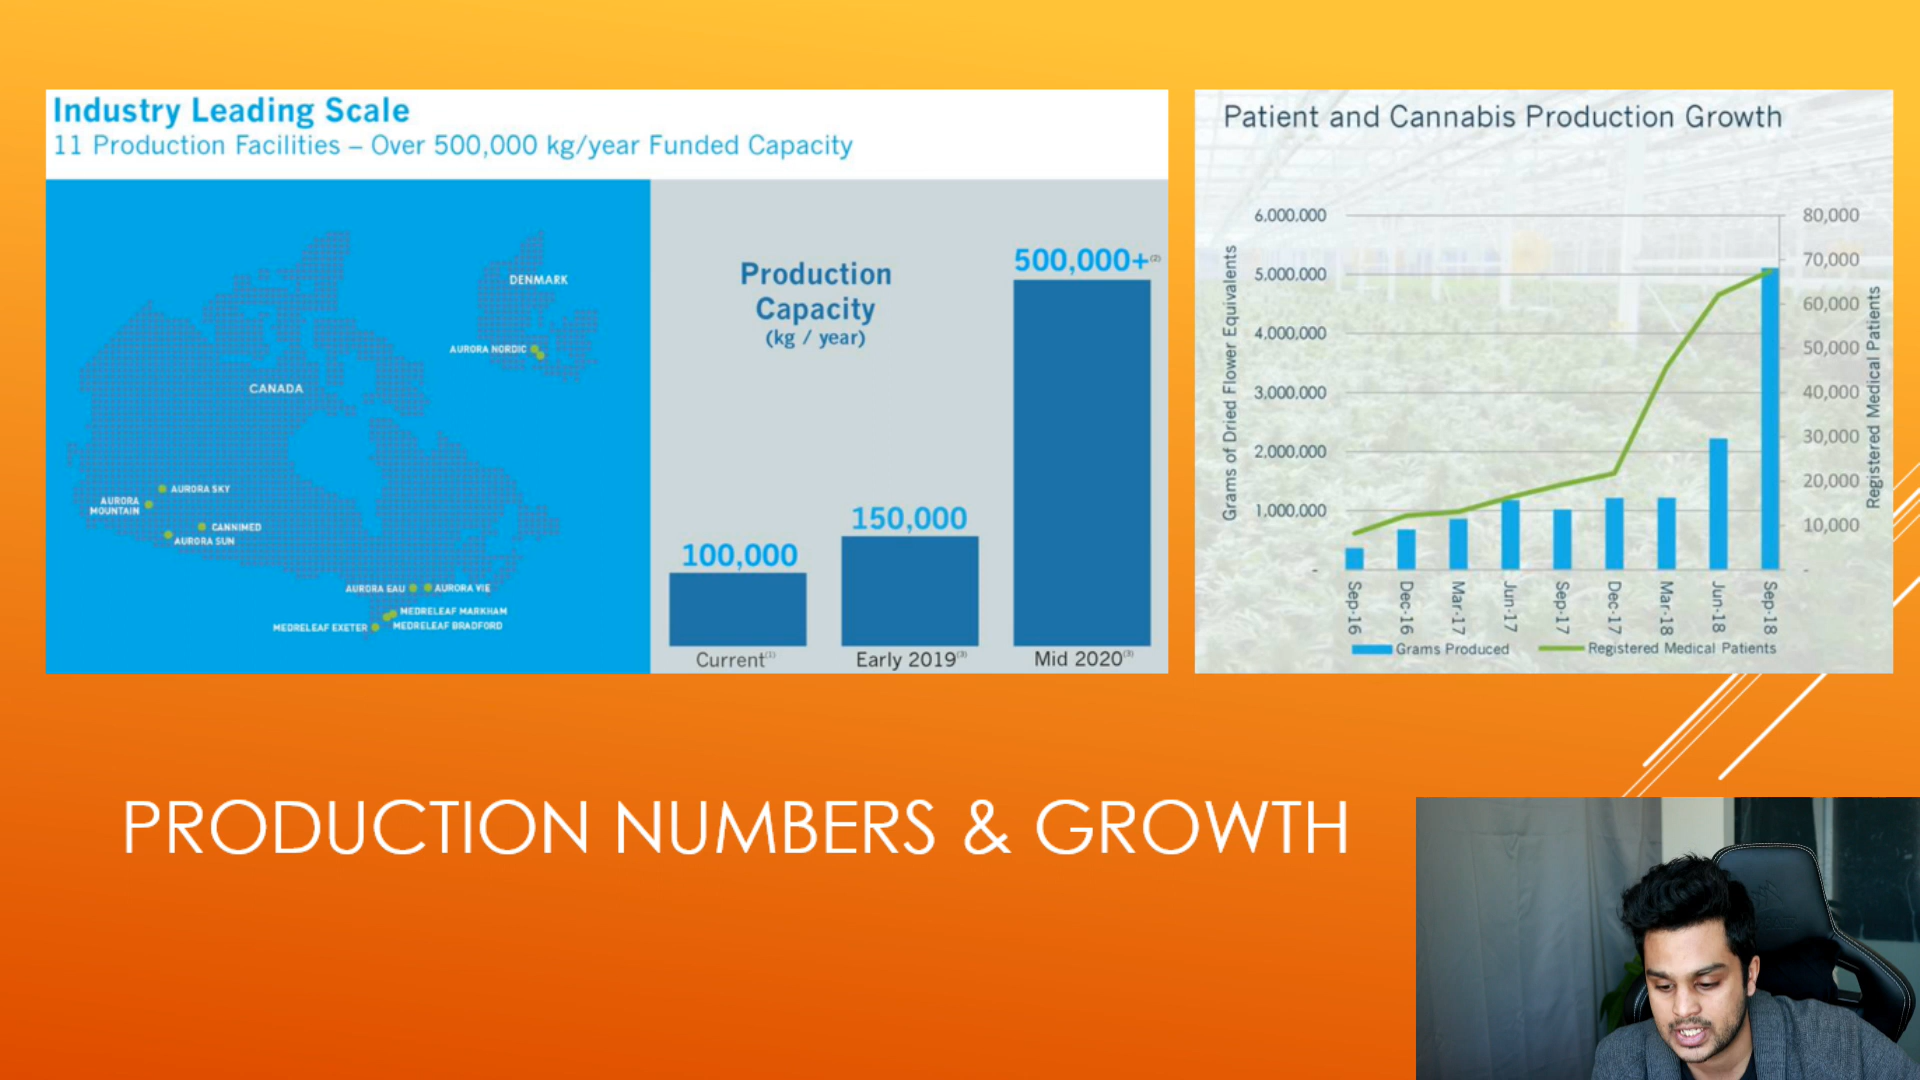 Industry Leading Scale
11 Production Facilities – Over 500,000 kg/year Funded Capacity
DENMARK
AURORA NORDIC
CANADA
AURORA SKY
AURORA
MOUNTAIN
CANNIMED
AURORA SUN
AURORA EAU
AURORA VIE
MEDRELEAF MARKHAM
MEDRELEAF EXETER
MEDRELEAF BRADFORD
Production
Capacity
(kg / year)
100,000
150,000
500,000+(2)
Current(1)
Early 2019(3)
Mid 2020(3)
Patient and Cannabis Production Growth
Grams of Dried Flower Equivalents
6.000.000
5.000.000
4,000,000
3,000.000
2,000.000
1,000.000
-
80,000
70,000
60,000
50,000
40,000
30,000
20,000
10,000
-
Registered Medical Patients
Sep-16
Dec-16
Mar-17
Jun-17
Sep-17
Dec-17
Mar-18
Jun-18
Sep-18
Grams Produced
Registered Medical Patients
PRODUCTION NUMBERS & GROWTH